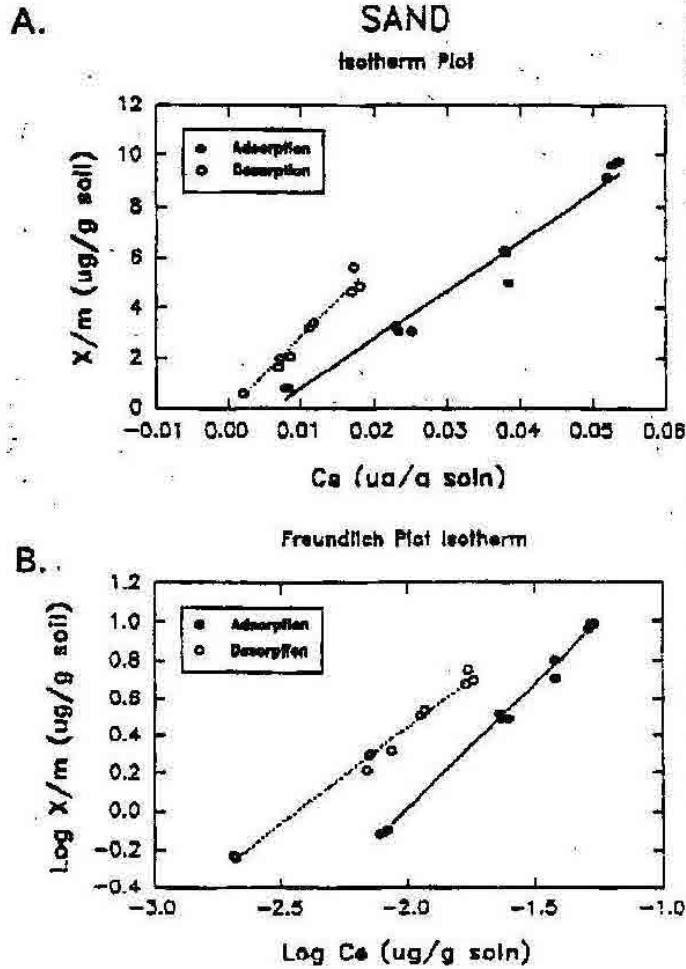 A.
SAND
Isotherm Plot
12
10
8
6
4
2
0
X/m (ug/g soil)
Adsorption
Desorption
-0.01 0.00 0.01 0.02 0.03 0.04 0.05 0.06
Ce (ug/g soln)
B.
Freundlich Plot Isotherm
1.2
1.0
0.8
0.6
0.4
0.2
0.0
-0.2
-0.4
Log X/m (ug/g soil)
Adsorption
Desorption
-3.0 -2.5 -2.0 -1.5 -1.0
Log Ce (ug/g soln)